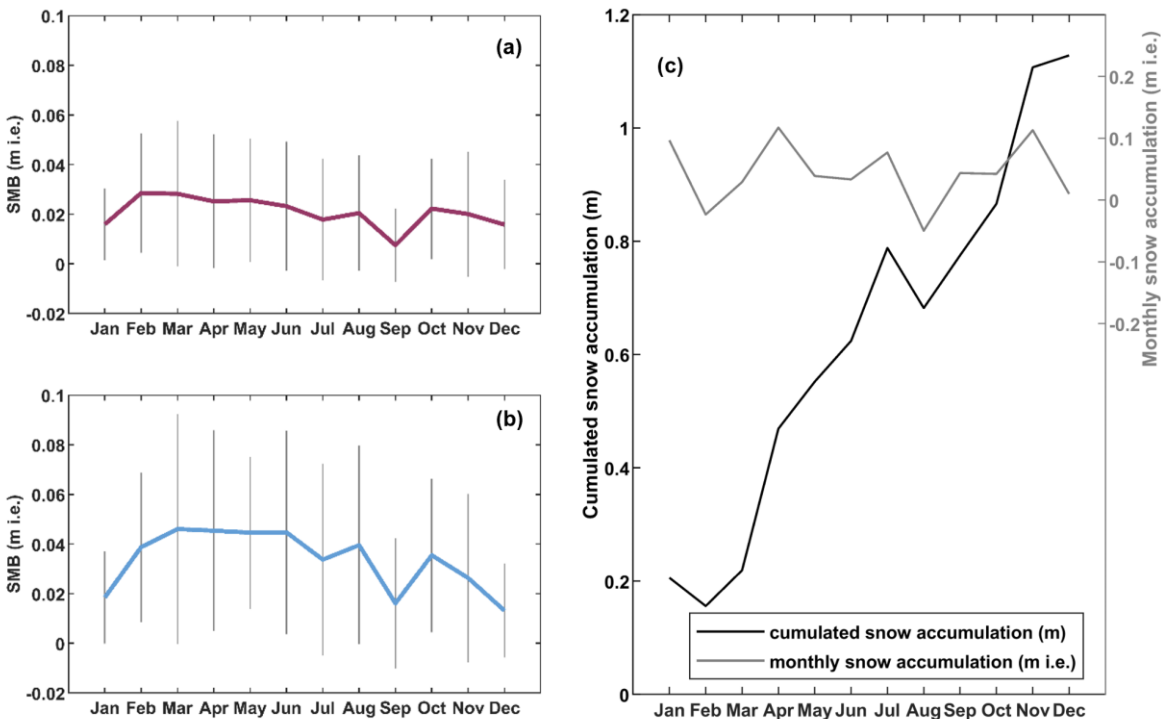 (a)
SMB (m i.e.)
0.1
0.08
0.06
0.04
0.02
0
-0.02
Jan Feb Mar Apr May Jun Jul Aug Sep Oct Nov Dec
(b)
SMB (m i.e.)
0.1
0.08
0.06
0.04
0.02
0
-0.02
Jan Feb Mar Apr May Jun Jul Aug Sep Oct Nov Dec
(c)
Cumulated snow accumulation (m)
1.2
1
0.8
0.6
0.4
0.2
0
Monthly snow accumulation (m i.e.)
0.2
0.1
0
-0.1
-0.2
cumulated snow accumulation (m)
monthly snow accumulation (m i.e.)
Jan Feb Mar Apr May Jun Jul Aug Sep Oct Nov Dec